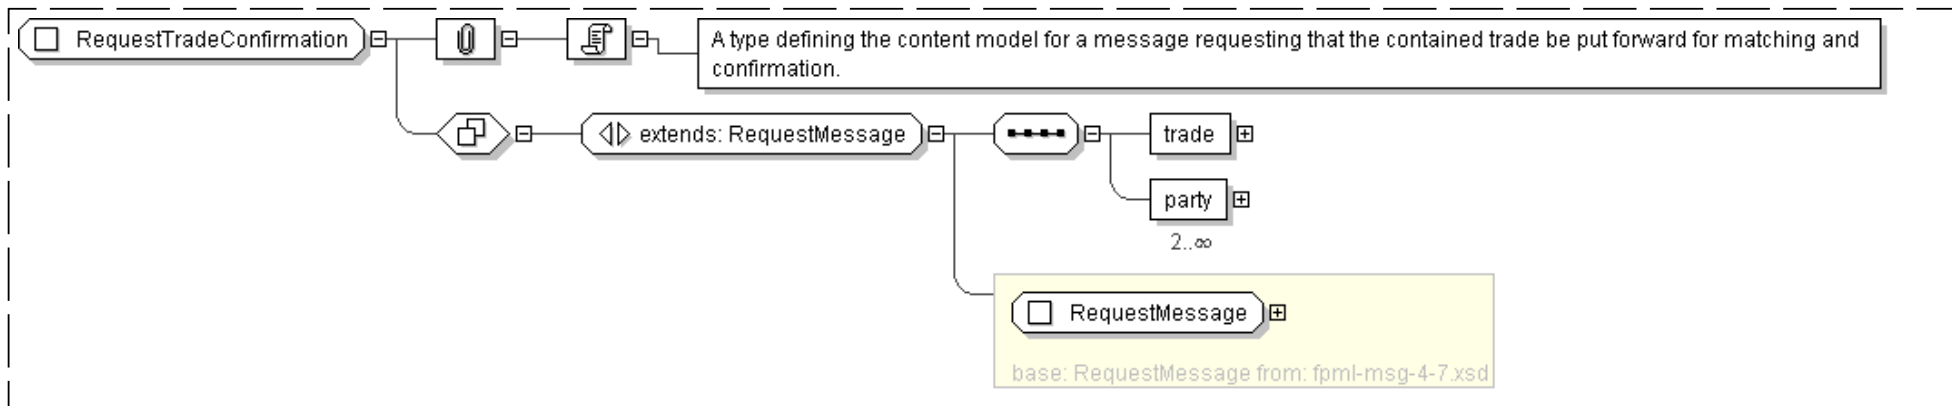 RequestTradeConfirmation
A type defining the content model for a message requesting that the contained trade be put forward for matching and
confirmation.
extends: RequestMessage
trade
party
2..∞
RequestMessage
base: RequestMessage from: fpml-msg-4-7.xsd